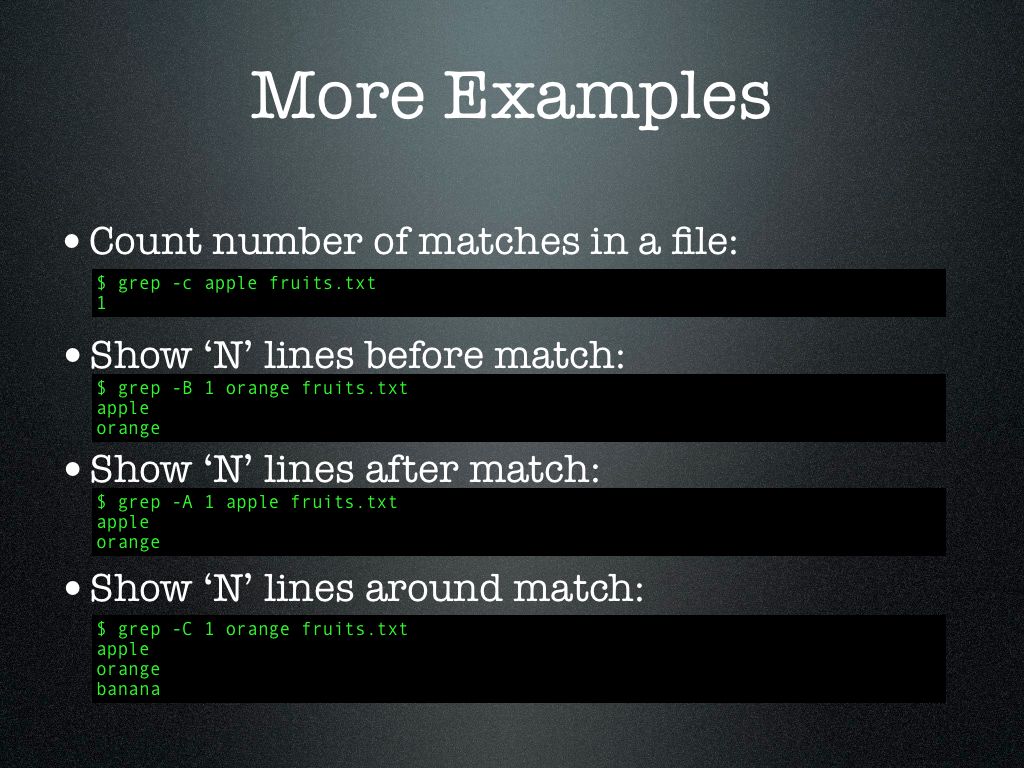 More Examples
• Count number of matches in a file:
$ grep -c apple fruits.txt
1
• Show ‘N’ lines before match:
$ grep -B 1 orange fruits.txt
apple
orange
• Show ‘N’ lines after match:
$ grep -A 1 apple fruits.txt
apple
orange
• Show ‘N’ lines around match:
$ grep -C 1 orange fruits.txt
apple
orange
banana